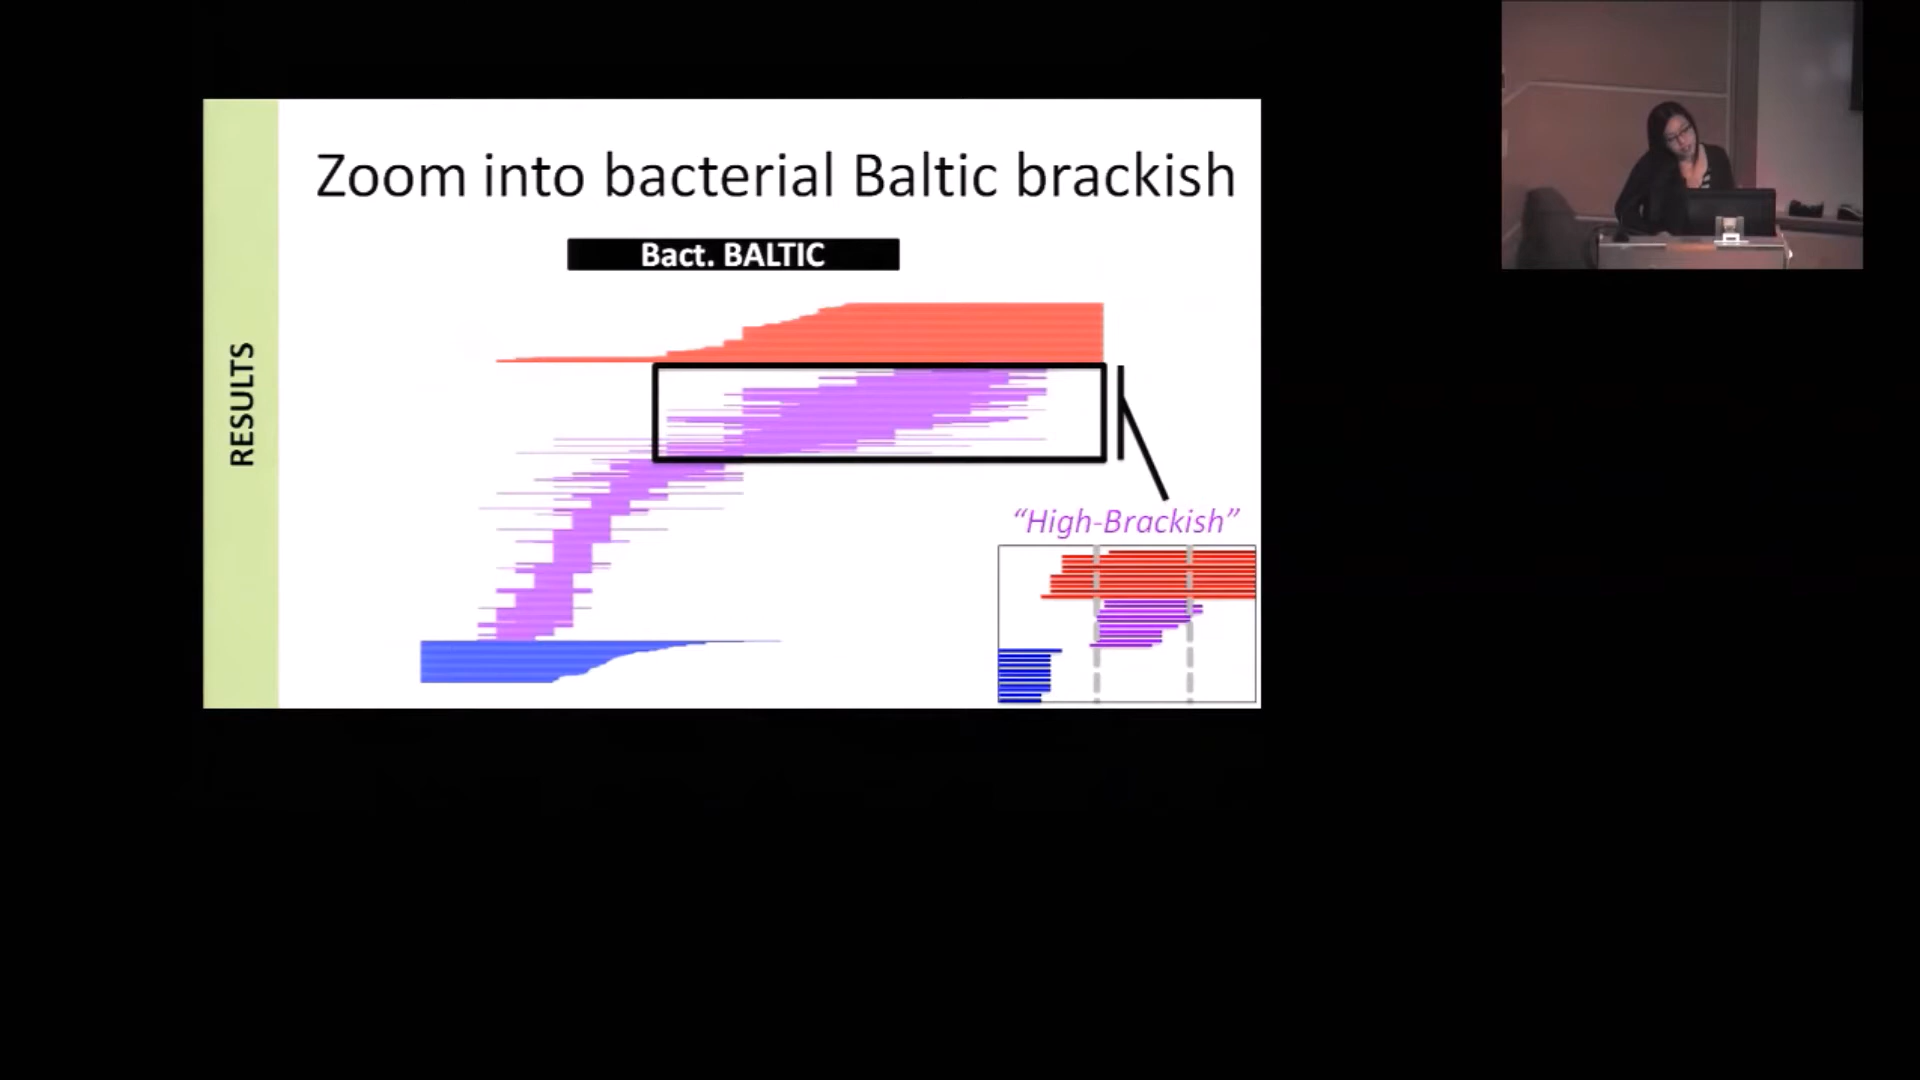 Zoom into bacterial Baltic brackish
Bact. BALTIC
RESULTS
“High-Brackish”